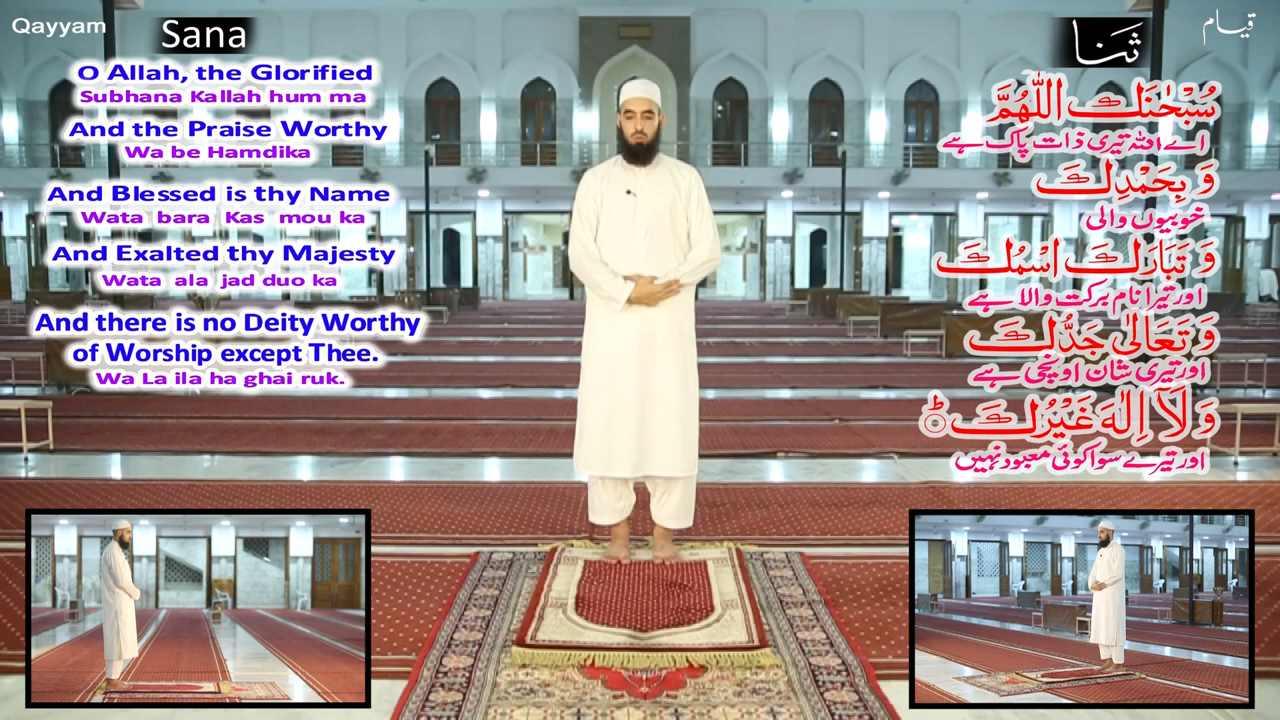 Qayyam
Sana
O Allah, the Glorified
Subhana Kallah hum ma
And the Praise Worthy
Wa be Hamdika
And Blessed is thy Name
Wata bara Kas mou ka
And Exalted thy Majesty
Wata ala jad duo ka
And there is no Deity Worthy
of Worship except Thee.
Wa La ila ha ghai ruk.
قیام
ثَنَا
سُبْحٰنَكَ اللّٰهُمَّ
اے اللہ تیری ذات پاک ہے
وَ بِحَمْدِكَ
خوبیوں والی
وَ تَبَارَكَ اسْمُكَ
اور تیرا نام برکت والا ہے
وَ تَعَالٰى جَدُّكَ
اور تیری شان اونچی ہے
وَ لَاۤ اِلٰهَ غَيْرُكَ ؕ
اور تیرے سوا کوئی معبود نہیں